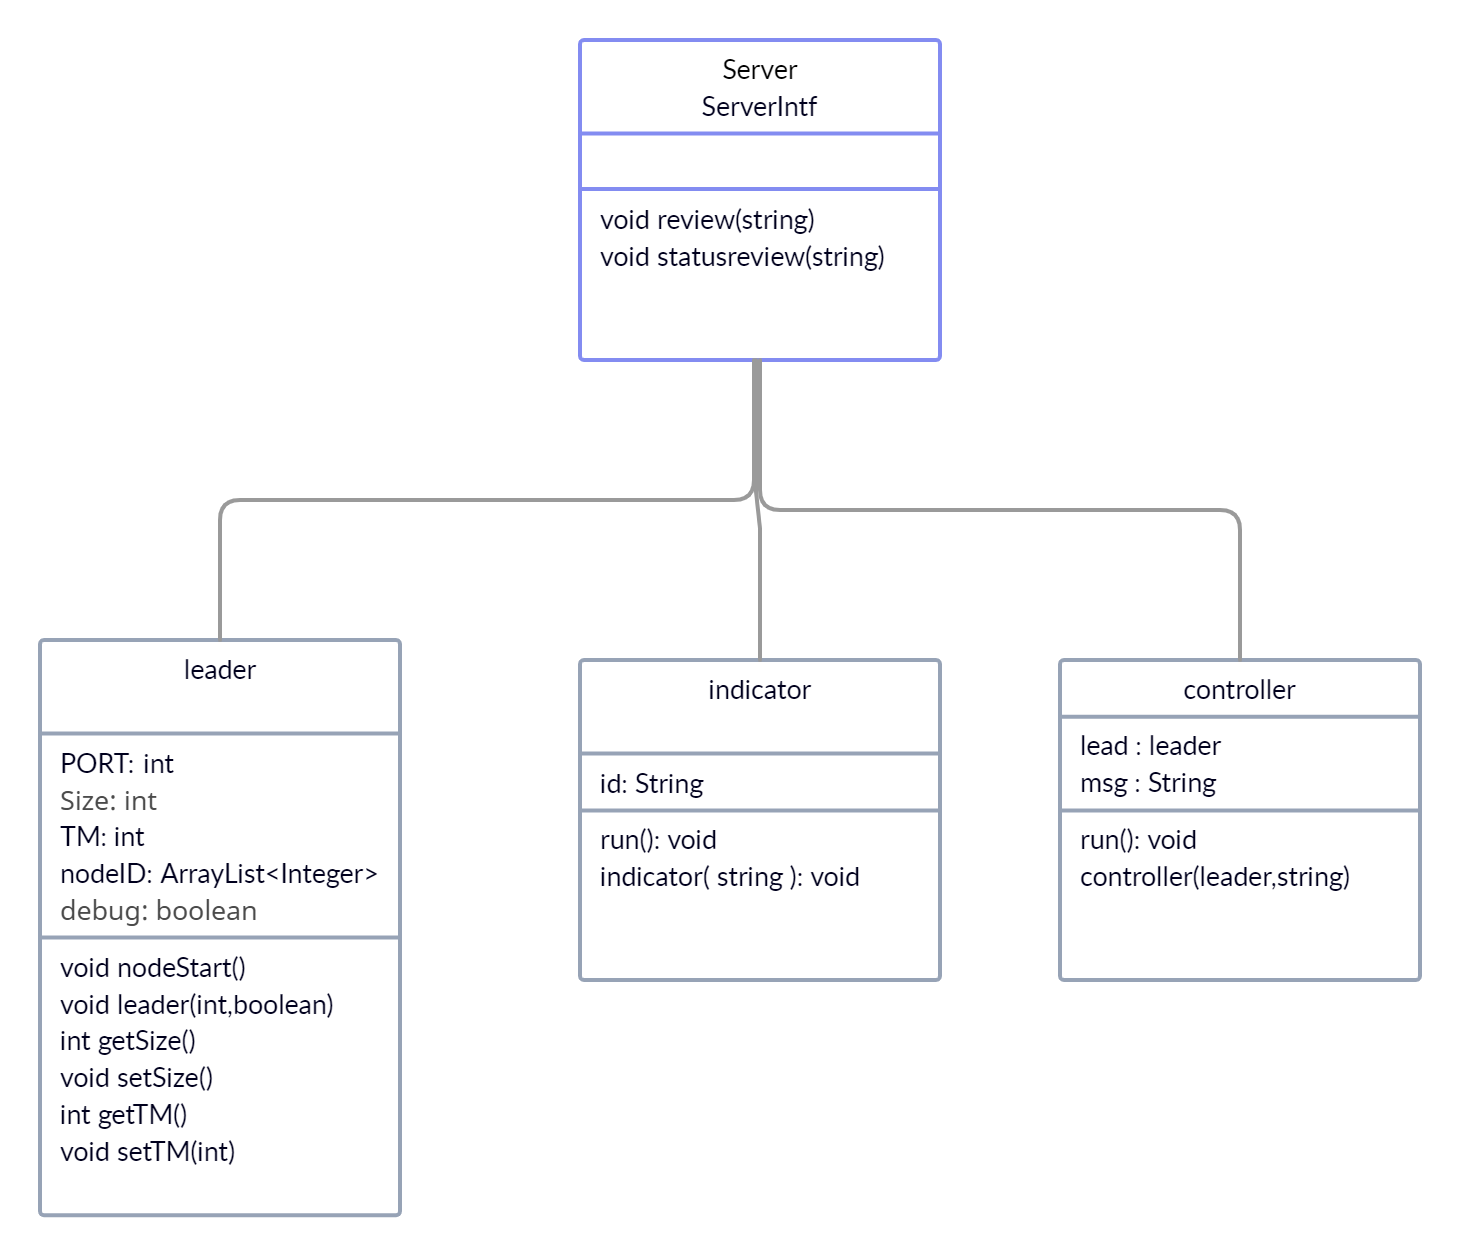 Server
ServerIntf
void review(string)
void statusreview(string)
leader
PORT: int
Size: int
TM: int
nodeID: ArrayList<Integer>
debug: boolean
void nodeStart()
void leader(int,boolean)
int getSize()
void setSize()
int getTM()
void setTM(int)
indicator
id: String
run(): void
indicator( string ): void
controller
lead : leader
msg : String
run(): void
controller(leader,string)